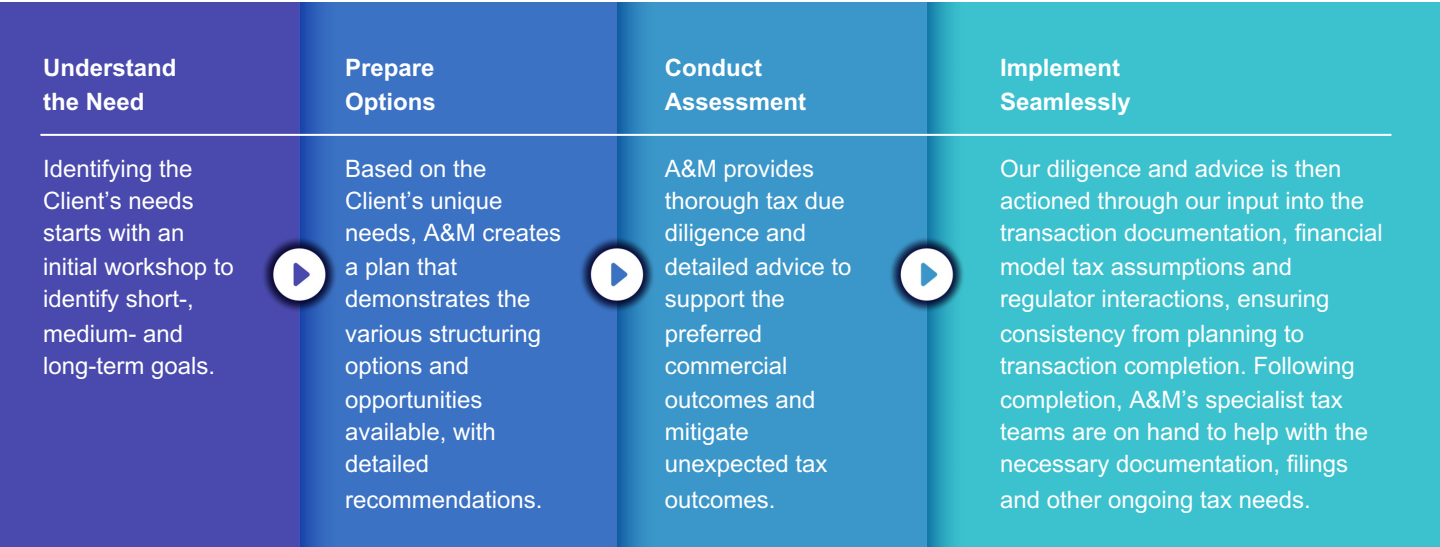 Understand
the Need
Identifying the
Client’s needs
starts with an
initial workshop to
identify short-,
medium- and
long-term goals.
Prepare
Options
Based on the
Client’s unique
needs, A&M creates
a plan that
demonstrates the
various structuring
options and
opportunities
available, with
detailed
recommendations.
Conduct
Assessment
A&M provides
thorough tax due
diligence and
detailed advice to
support the
preferred
commercial
outcomes and
mitigate
unexpected tax
outcomes.
Implement
Seamlessly
Our diligence and advice is then
actioned through our input into the
transaction documentation, financial
model tax assumptions and
regulator interactions, ensuring
consistency from planning to
transaction completion. Following
completion, A&M’s specialist tax
teams are on hand to help with the
necessary documentation, filings
and other ongoing tax needs.